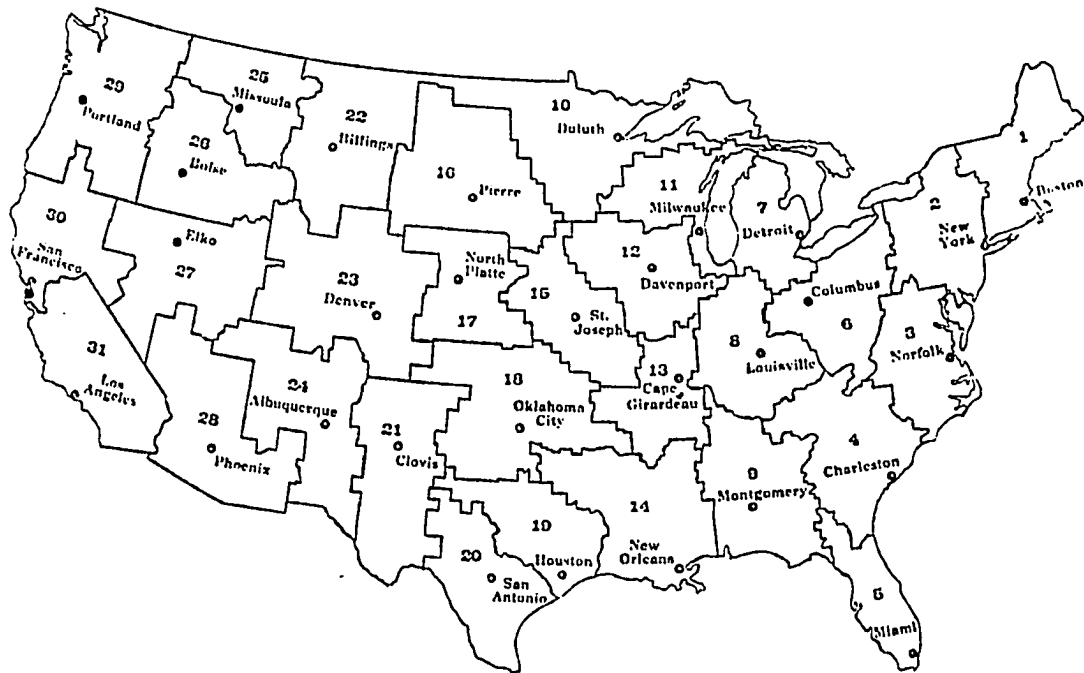 29
Portland
25
Missoula
22
Billings
10
Duluth
1
Boston
26
Boise
16
Pierre
11
Milwaukee
7
Detroit
2
New
York
30
San
Francisco
Elko
27
23
Denver
North
Platte
17
12
Davenport
15
St.
Joseph
Columbus
6
3
Norfolk
8
Louisville
31
Los
Angeles
24
Albuquerque
28
Phoenix
21
Clovis
18
Oklahoma
City
13
Cape
Girardeau
4
Charleston
9
Montgomery
14
New
Orleans
19
Houston
20
San
Antonio
5
Miami